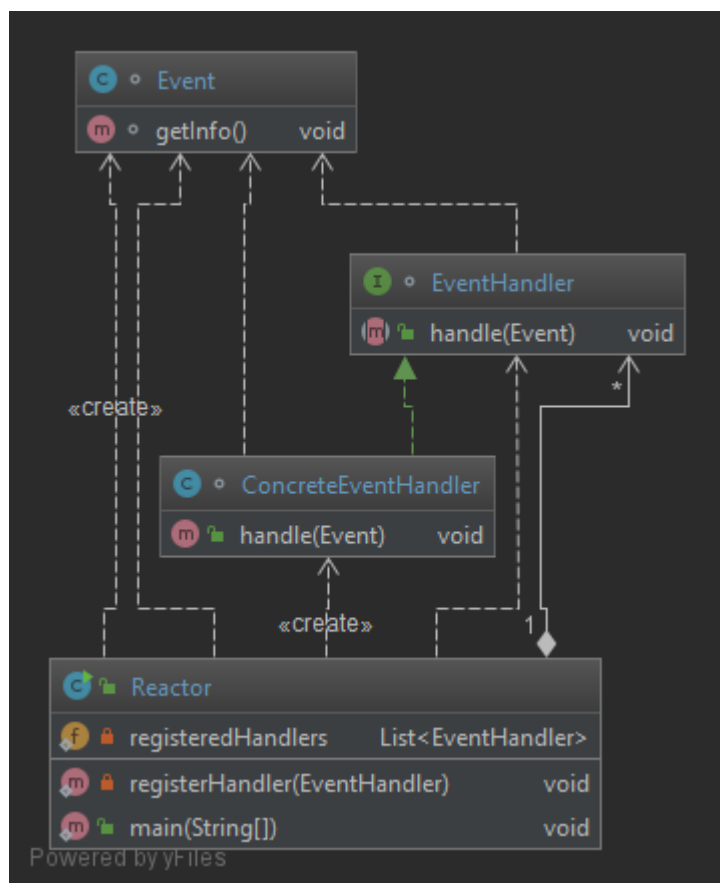 Event
getInfo() void
EventHandler
handle(Event) void
*
«create»
ConcreteEventHandler
handle(Event) void
«create»
1
Reactor
registeredHandlers List<EventHandler>
registerHandler(EventHandler) void
main(String[]) void
Powered by yFiles